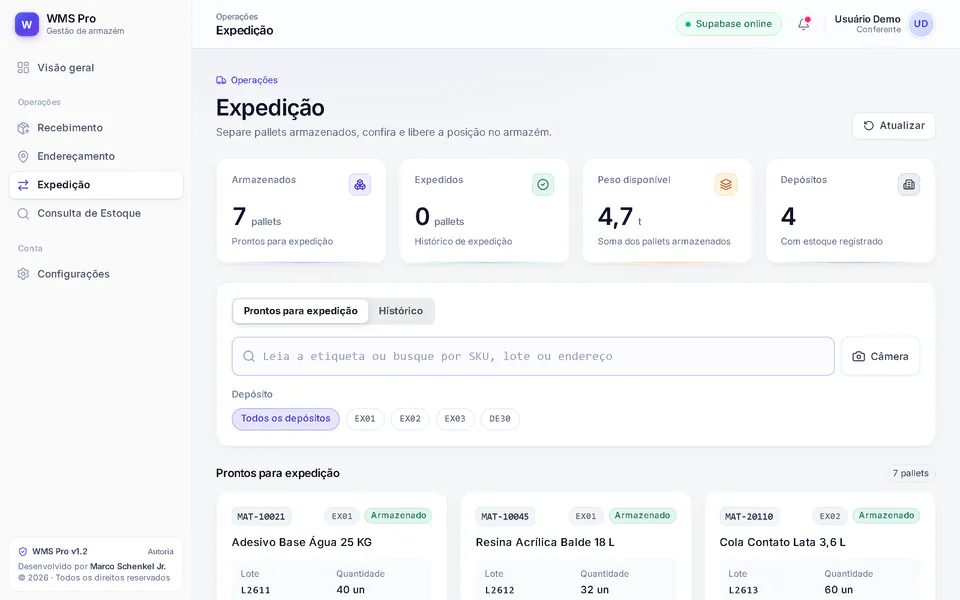 W
WMS Pro
Gestão de armazém
Visão geral
Operações
Recebimento
Endereçamento
Expedição
Consulta de Estoque
Conta
Configurações
WMS Pro v1.2 Autoria
Desenvolvido por Marco Schenkel Jr.
© 2026 · Todos os direitos reservados
Operações
Expedição
Supabase online
Usuário Demo
Conferente
UD
Operações
Expedição
Separe pallets armazenados, confira e libere a posição no armazém.
Atualizar
Armazenados
7 pallets
Prontos para expedição
Expedidos
0 pallets
Histórico de expedição
Peso disponível
4,7 t
Soma dos pallets armazenados
Depósitos
4
Com estoque registrado
Prontos para expedição Histórico
Leia a etiqueta ou busque por SKU, lote ou endereço
Câmera
Depósito
Todos os depósitos EX01 EX02 EX03 DE30
Prontos para expedição
7 pallets
MAT-10021 EX01 Armazenado
Adesivo Base Água 25 KG
Lote Quantidade
L2611 40 un
MAT-10045 EX01 Armazenado
Resina Acrílica Balde 18 L
Lote Quantidade
L2612 32 un
MAT-20110 EX02 Armazenado
Cola Contato Lata 3,6 L
Lote Quantidade
L2613 60 un